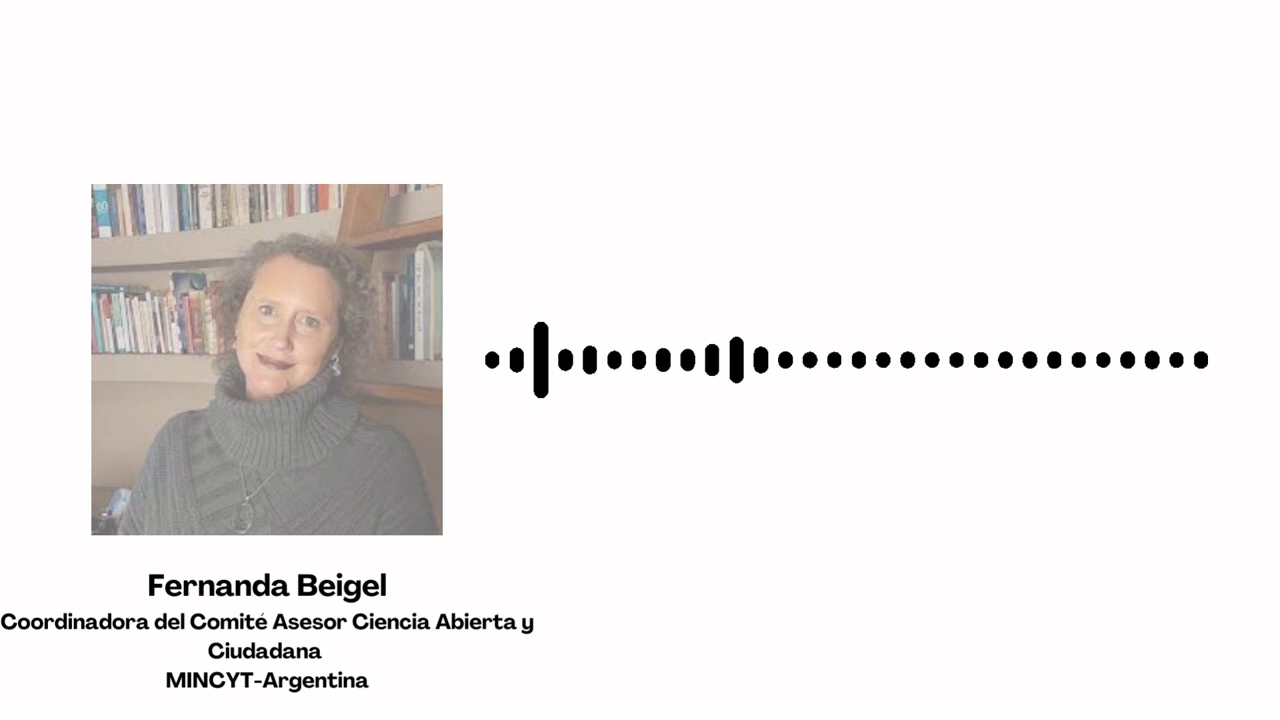 Fernanda Beigel
Coordinadora del Comité Asesor Ciencia Abierta y
Ciudadana
MINCYT-Argentina